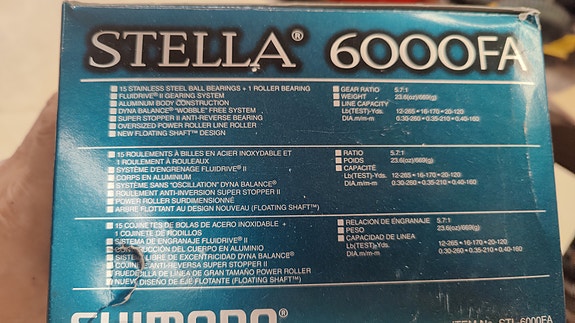 STELLA® 6000FA
15 STAINLESS STEEL BALL BEARINGS + 1 ROLLER BEARING
FLUIDRIVE II GEARING SYSTEM
ALUMINUM BODY CONSTRUCTION
DYNA BALANCE® "WOBBLE" FREE SYSTEM
SUPER STOPPER II ANTI-REVERSE BEARING
OVERSIZED POWER ROLLER LINE ROLLER
NEW FLOATING SHAFT™ DESIGN
GEAR RATIO 5.7:1
WEIGHT 23.6(oz)/669(g)
LINE CAPACITY
Lb(TEST)-Yds. 12-265 • 16-170 • 20-120
DIA.m/m-m 0.30-260 • 0.35-210 • 0.40-160
15 ROULEMENTS À BILLES EN ACIER INOXYDABLE ET
1 ROULEMENT À ROULEAUX
SYSTÈME D'ENGRENAGE FLUIDRIVE II
CORPS EN ALUMINIUM
SYSTÈME SANS "OSCILLATION" DYNA BALANCE®
ROULEMENT ANTI-INVERSION SUPER STOPPER II
POWER ROLLER SURDIMENSIONNÉ
ARBRE FLOTTANT AU DESIGN NOUVEAU (FLOATING SHAFT™)
RATIO 5.7:1
POIDS 23.6(oz)/669(g)
CAPACITÉ
Lb(TEST)-Yds. 12-265 • 16-170 • 20-120
DIA.m/m-m 0.30-260 • 0.35-210 • 0.40-160
15 COJINETES DE BOLAS DE ACERO INOXIDABLE +
1 COJINETE DE RODILLOS
SISTEMA DE ENGRANAJE FLUIDRIVE II
CONSTRUCCIÓN DEL CUERPO EN ALUMINIO
SISTEMA LIBRE DE EXCENTRICIDAD DYNA BALANCE®
COJINETE ANTI-REVERSA SUPER STOPPER II
RUEDECILLA DE LINEA DE GRAN TAMAÑO POWER ROLLER
NUEVO DISEÑO DE EJE FLOTANTE (FLOATING SHAFT™)
RELACIÓN DE ENGRANAJE 5.7:1
PESO 23.6(oz)/669(g)
CAPACIDAD DE LINEA
Lb(TEST)-Yds. 12-265 • 16-170 • 20-120
DIA.m/m-m 0.30-260 • 0.35-210 • 0.40-160
SHIMANO®
ITEM No. STL-6000FA